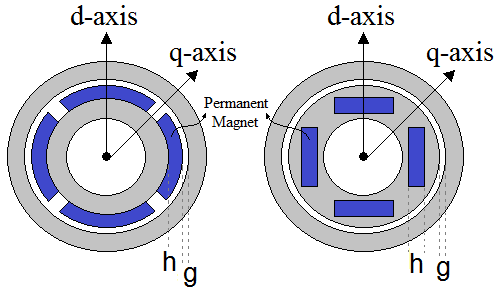 d-axis
q-axis
d-axis
q-axis
Permanent
Magnet
h
g
h
g